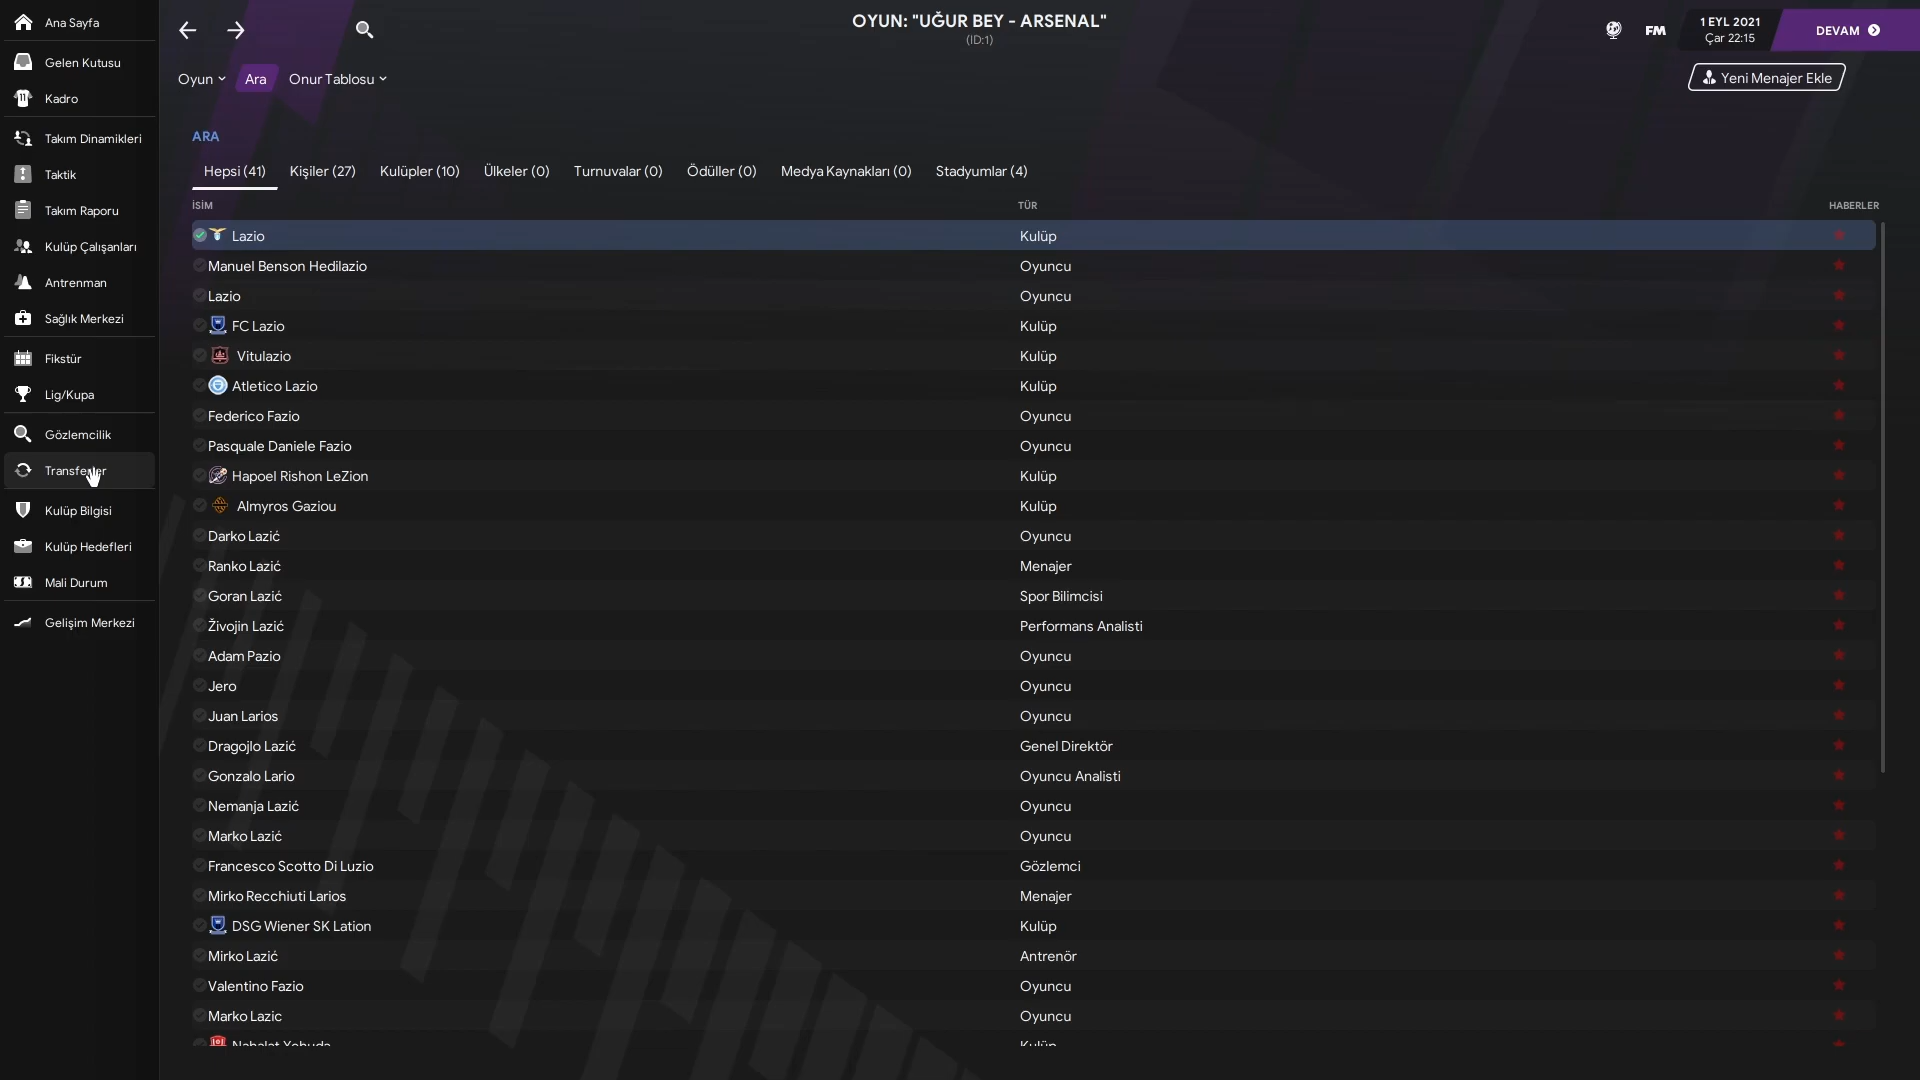 Ana Sayfa
Gelen Kutusu
Kadro
Takım Dinamikleri
Taktik
Takım Raporu
Kulüp Çalışanları
Antrenman
Sağlık Merkezi
Fikstür
Lig/Kupa
Gözlemcilik
Transferler
Kulüp Bilgisi
Kulüp Hedefleri
Mali Durum
Gelişim Merkezi
OYUN: "UĞUR BEY - ARSENAL"
(ID:1)
FM
1 EYL 2021
Çar 22:15
DEVAM
Oyun Ara Onur Tablosu
Yeni Menajer Ekle
ARA
Hepsi (41) Kişiler (27) Kulüpler (10) Ülkeler (0) Turnuvalar (0) Ödüller (0) Medya Kaynakları (0) Stadyumlar (4)
İSİM TÜR HABERLER
Lazio Kulüp
Manuel Benson Hedilazio Oyuncu
Lazio Oyuncu
FC Lazio Kulüp
Vitulazio Kulüp
Atletico Lazio Kulüp
Federico Fazio Oyuncu
Pasquale Daniele Fazio Oyuncu
Hapoel Rishon LeZion Kulüp
Almyros Gaziou Kulüp
Darko Lazić Oyuncu
Ranko Lazić Menajer
Goran Lazić Spor Bilimcisi
Živojin Lazić Performans Analisti
Adam Pazio Oyuncu
Jero Oyuncu
Juan Larios Oyuncu
Dragojlo Lazić Genel Direktör
Gonzalo Lario Oyuncu Analisti
Nemanja Lazić Oyuncu
Marko Lazić Oyuncu
Francesco Scotto Di Luzio Gözlemci
Mirko Recchiuti Larios Menajer
DSG Wiener SK Lation Kulüp
Mirko Lazić Antrenör
Valentino Fazio Oyuncu
Marko Lazic Oyuncu
Nahalat Yehuda Kulüp